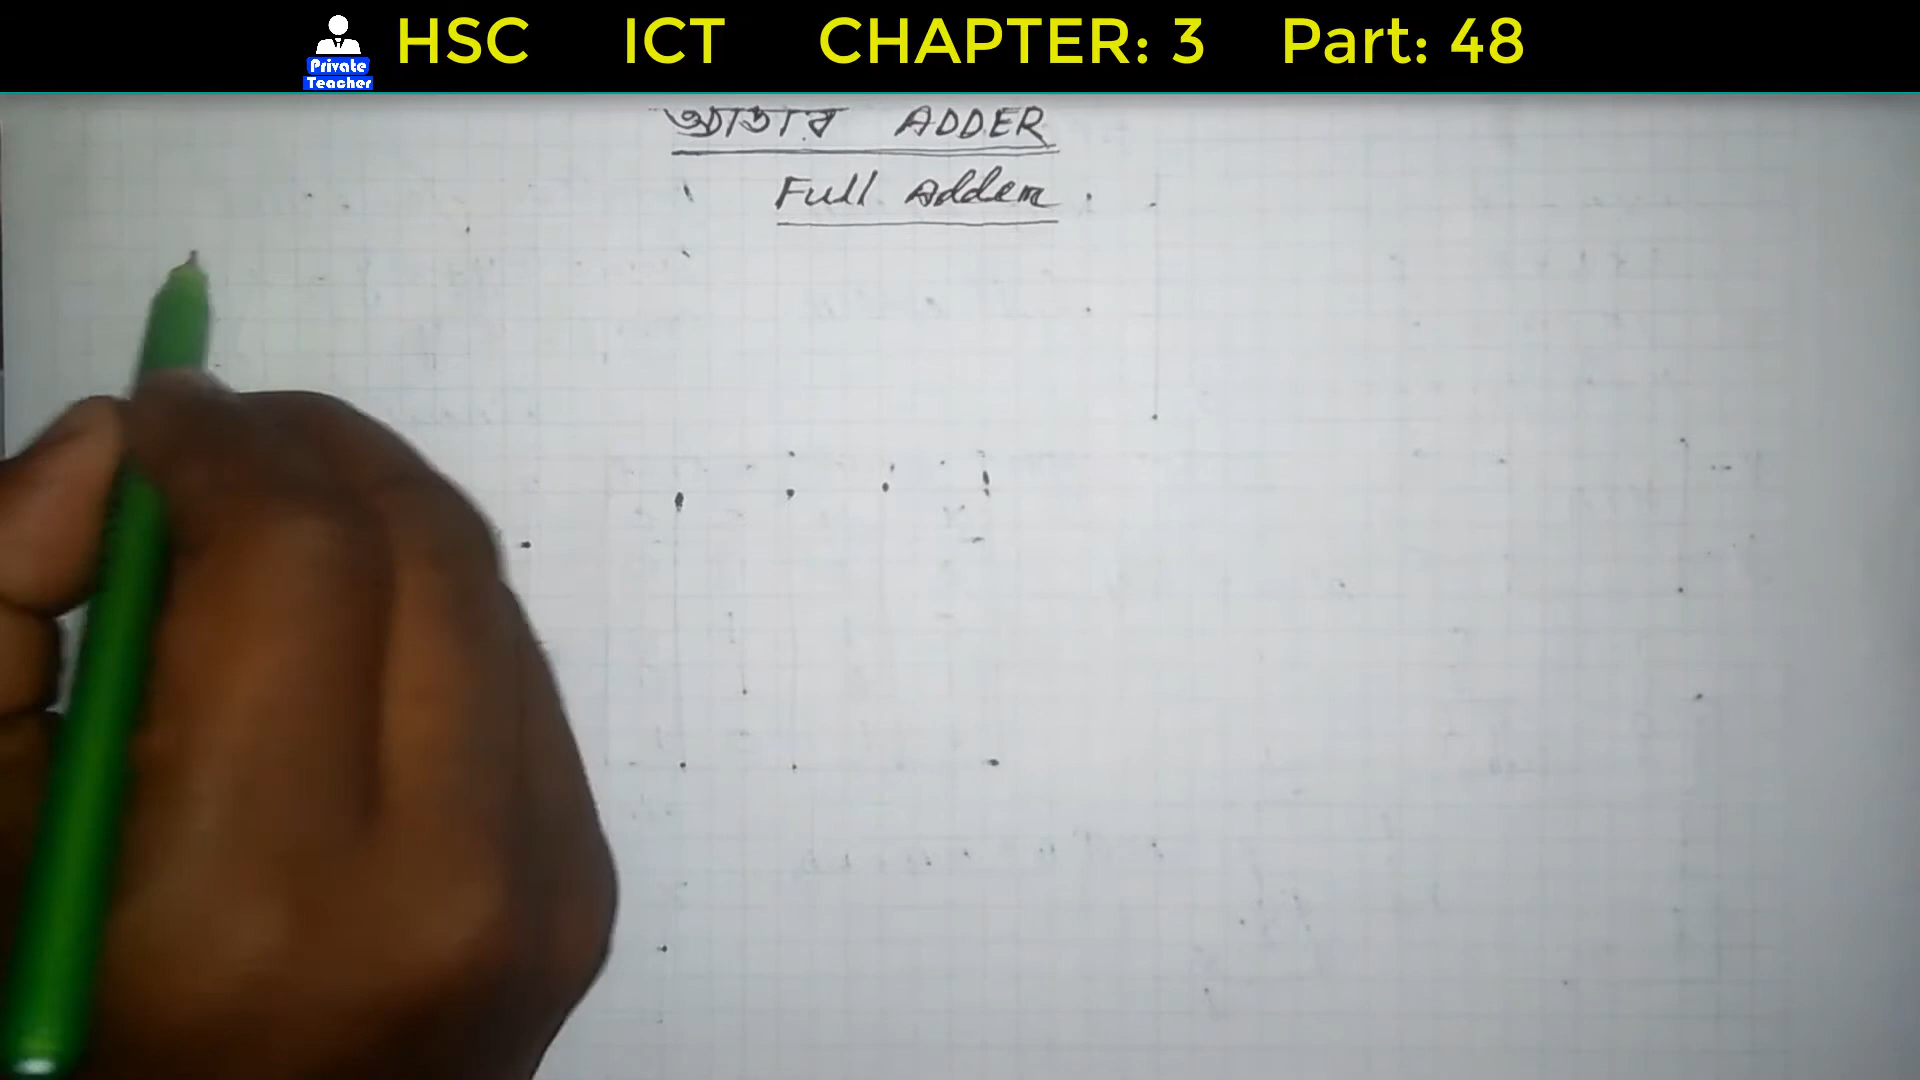 HSC ICT CHAPTER: 3 Part: 48
Private
Teacher
অ্যাডার ADDER
Full Adder